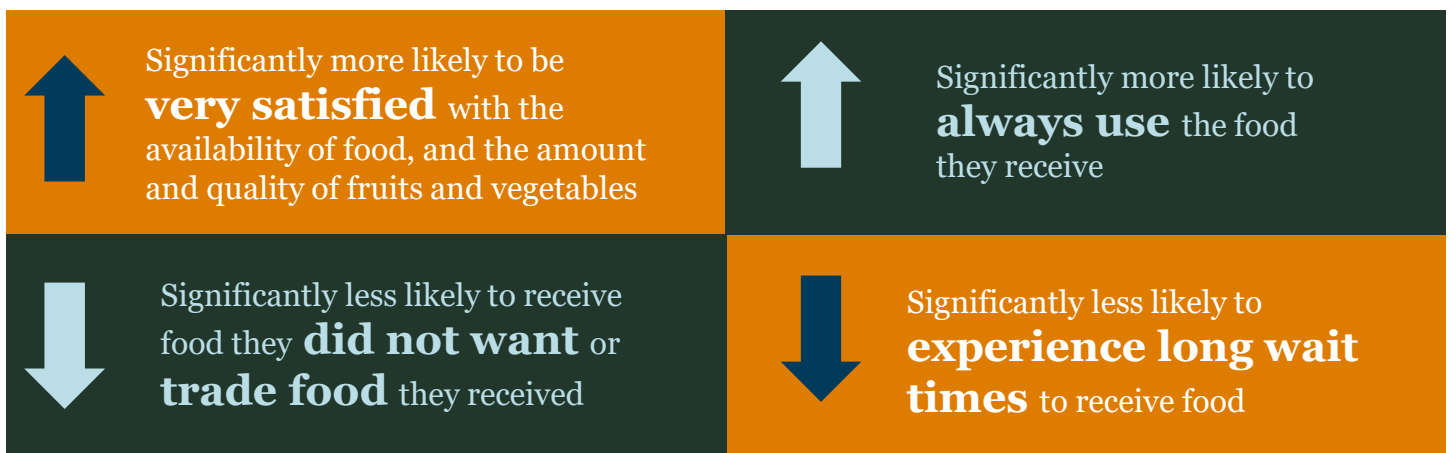 Significantly more likely to be
very satisfied with the
availability of food, and the amount
and quality of fruits and vegetables
Significantly more likely to
always use the food
they receive
Significantly less likely to receive
food they did not want or
trade food they received
Significantly less likely to
experience long wait
times to receive food